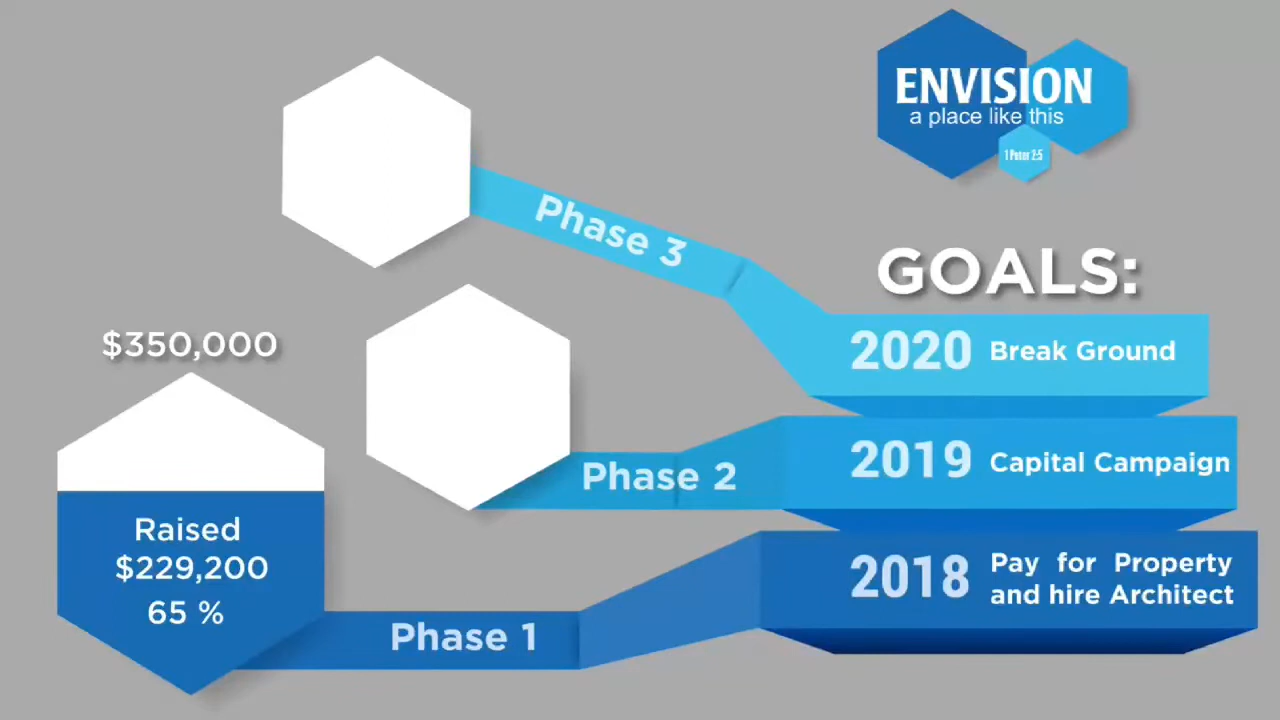 ENVISION
a place like this
1 Peter 2:5
Phase 3
GOALS:
2020 Break Ground
$350,000
Phase 2
2019 Capital Campaign
Raised
$229,200
65 %
2018 Pay for Property
and hire Architect
Phase 1